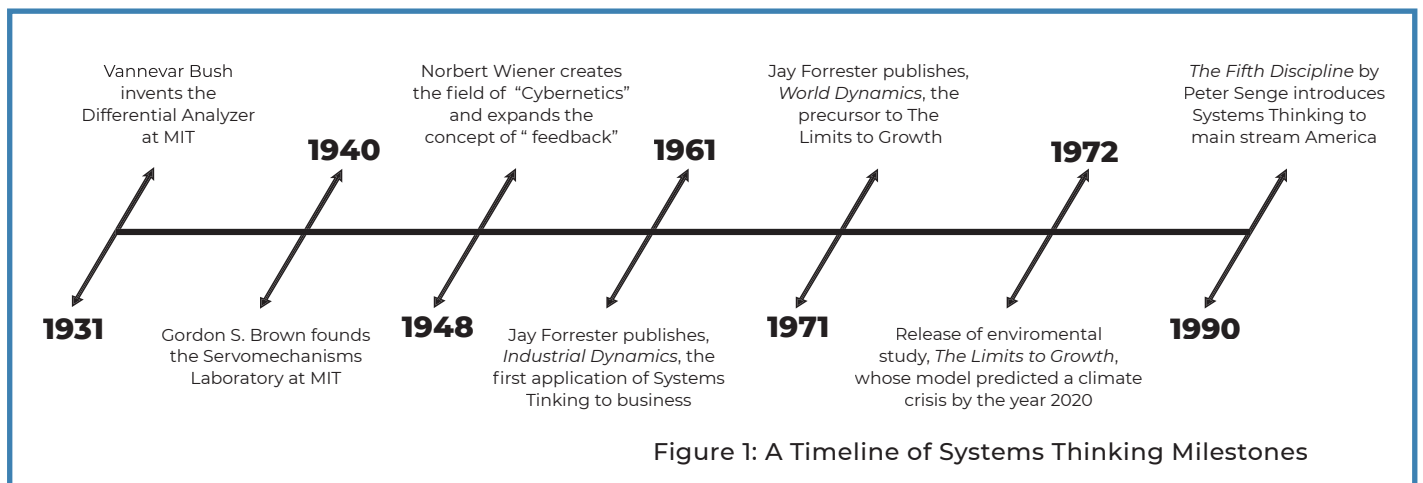 Vannevar Bush
invents the
Differential Analyzer
at MIT
1931
1940
Gordon S. Brown founds
the Servomechanisms
Laboratory at MIT
Norbert Wiener creates
the field of “Cybernetics”
and expands the
concept of “ feedback”
1948
1961
Jay Forrester publishes,
Industrial Dynamics, the
first application of Systems
Tinking to business
Jay Forrester publishes,
World Dynamics, the
precursor to The
Limits to Growth
1971
1972
Release of enviromental
study, The Limits to Growth,
whose model predicted a climate
crisis by the year 2020
The Fifth Discipline by
Peter Senge introduces
Systems Thinking to
main stream America
1990
Figure 1: A Timeline of Systems Thinking Milestones